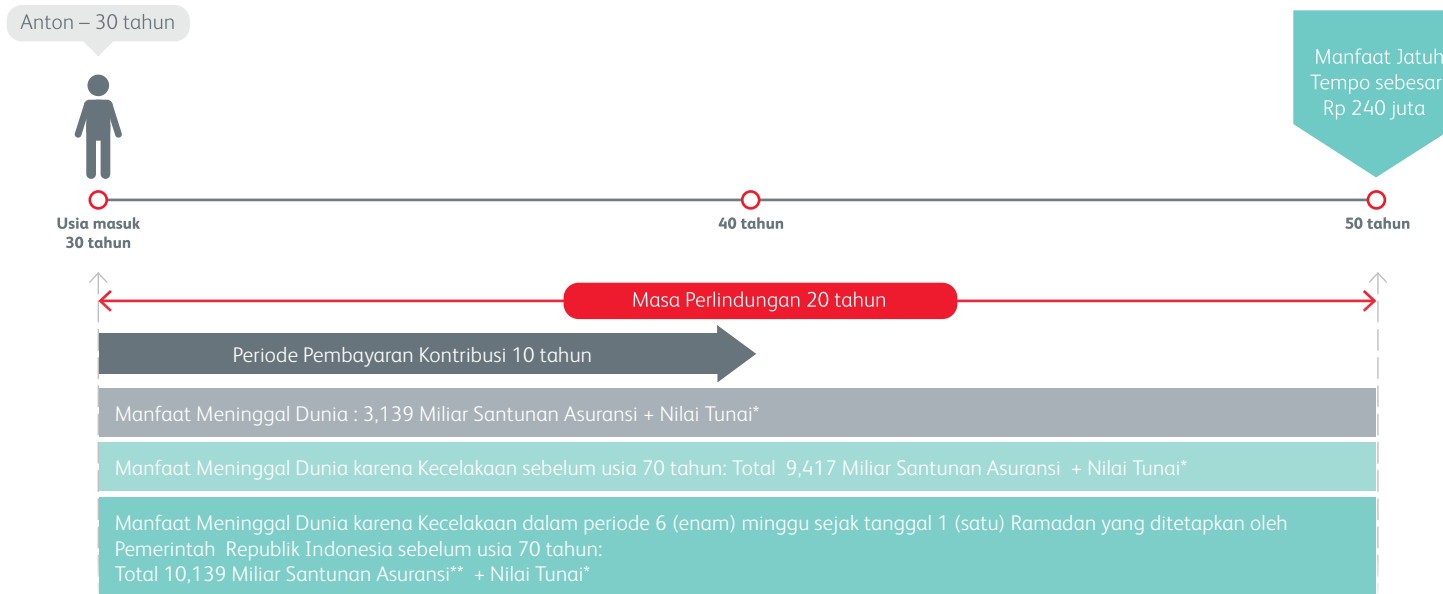 Anton – 30 tahun
Manfaat Jatuh
Tempo sebesar
Rp 240 juta
Usia masuk
30 tahun
40 tahun
50 tahun
Masa Perlindungan 20 tahun
Periode Pembayaran Kontribusi 10 tahun
Manfaat Meninggal Dunia : 3,139 Miliar Santunan Asuransi + Nilai Tunai*
Manfaat Meninggal Dunia karena Kecelakaan sebelum usia 70 tahun: Total 9,417 Miliar Santunan Asuransi + Nilai Tunai*
Manfaat Meninggal Dunia karena Kecelakaan dalam periode 6 (enam) minggu sejak tanggal 1 (satu) Ramadan yang ditetapkan oleh
Pemerintah Republik Indonesia sebelum usia 70 tahun:
Total 10,139 Miliar Santunan Asuransi** + Nilai Tunai*